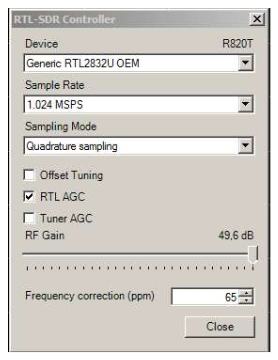 RTL-SDR Controller
Device R820T
Generic RTL2832U OEM
Sample Rate
1.024 MSPS
Sampling Mode
Quadrature sampling
Offset Tuning
RTL AGC
Tuner AGC
RF Gain 49,6 dB
Frequency correction (ppm) 65
Close